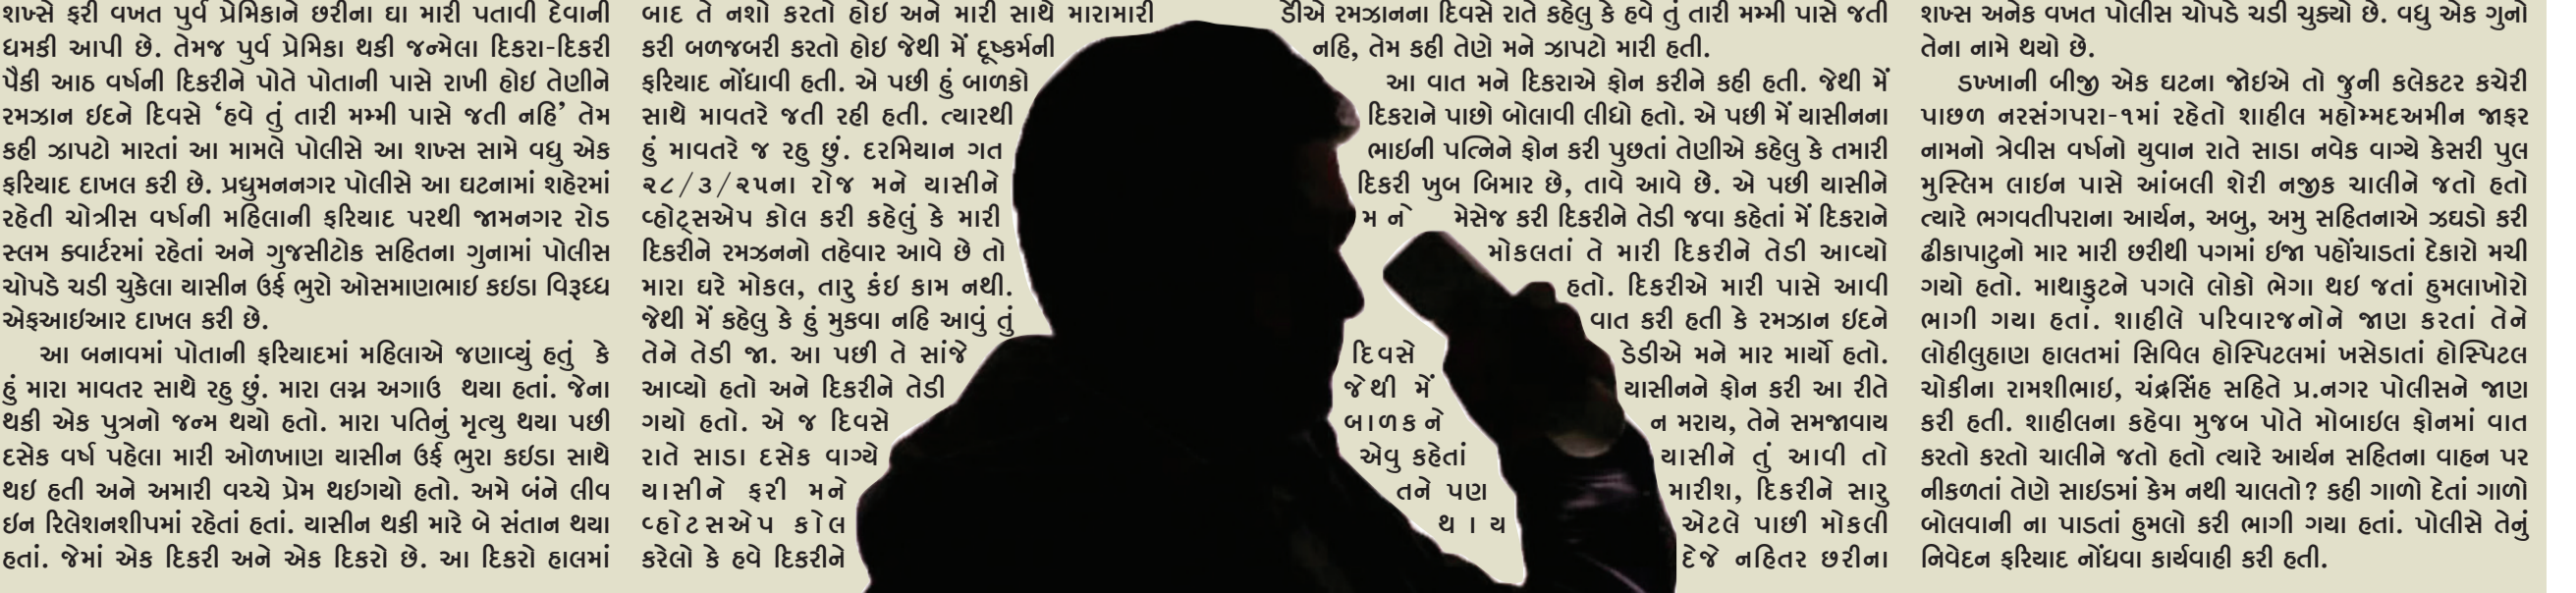 શખ્સે ફરી વખત પુર્વ પ્રેમિકાને છરીના ઘા મારી પતાવી દેવાની
ધમકી આપી છે. તેમજ પુર્વ પ્રેમિકા થકી જન્મેલા દિકરા-દિકરી
પૈકી આઠ વર્ષની દિકરીને પોતે પોતાની પાસે રાખી હોઇ તેણીને
રમઝાન ઇદને દિવસે ‘હવે તું તારી મમ્મી પાસે જતી નહિ’ તેમ
કહી ઝાપટો મારતાં આ મામલે પોલીસે આ શખ્સ સામે વધુ એક
ફરિયાદ દાખલ કરી છે. પ્રધુમનનગર પોલીસે આ ઘટનામાં શહેરમાં
રહેતી ચોત્રીસ વર્ષની મહિલાની ફરિયાદ પરથી જામનગર રોડ
સ્લમ ક્વાર્ટરમાં રહેતાં અને ગુજસીટોક સહિતના ગુનામાં પોલીસ
ચોપડે ચડી ચુકેલા યાસીન ઉર્ફ ભુરો ઓસમાણભાઇ કઇડા વિરૂધ્ધ
એફઆઇઆર દાખલ કરી છે.
આ બનાવમાં પોતાની ફરિયાદમાં મહિલાએ જણાવ્યું હતું કે
હું મારા માવતર સાથે રહુ છું. મારા લગ્ન અગાઉ થયા હતાં. જેના
થકી એક પુત્રનો જન્મ થયો હતો. મારા પતિનું મૃત્યુ થયા પછી
દસેક વર્ષ પહેલા મારી ઓળખાણ યાસીન ઉર્ફ ભુરા કઇડા સાથે
થઇ હતી અને અમારી વચ્ચે પ્રેમ થઇગયો હતો. અમે બંને લીવ
ઇન રિલેશનશીપમાં રહેતાં હતાં. યાસીન થકી મારે બે સંતાન થયા
હતાં. જેમાં એક દિકરી અને એક દિકરો છે. આ દિકરો હાલમાં
બાદ તે નશો કરતો હોઇ અને મારી સાથે મારામારી
કરી બળજબરી કરતો હોઇ જેથી મેં દૂષ્કર્મની
ફરિયાદ નોંધાવી હતી. એ પછી હું બાળકો
સાથે માવતરે જતી રહી હતી. ત્યારથી
હું માવતરે જ રહુ છું. દરમિયાન ગત
૨૮/૩/૨૫ના રોજ મને યાસીને
વ્હોટ્સએપ કોલ કરી કહેલું કે મારી
દિકરીને રમઝનનો તહેવાર આવે છે તો
મારા ઘરે મોકલ, તારુ કંઇ કામ નથી.
જેથી મેં કહેલુ કે હું મુકવા નહિ આવું તું
તેને તેડી જા. આ પછી તે સાંજે
આવ્યો હતો અને દિકરીને તેડી
ગયો હતો. એ જ દિવસે
રાતે સાડા દસેક વાગ્યે
યાસીને ફરી મને
વ્હોટસએપ કોલ
કરેલો કે હવે દિકરીને
ડીએ રમઝાનના દિવસે રાતે કહેલુ કે હવે તું તારી મમ્મી પાસે જતી
નહિ, તેમ કહી તેણે મને ઝાપટો મારી હતી.
આ વાત મને દિકરાએ ફોન કરીને કહી હતી. જેથી મેં
દિકરાને પાછો બોલાવી લીધો હતો. એ પછી મેં યાસીનના
ભાઇની પત્નિને ફોન કરી પુછતાં તેણીએ કહેલુ કે તમારી
દિકરી ખુબ બિમાર છે, તાવે આવે છે. એ પછી યાસીને
મને મેસેજ કરી દિકરીને તેડી જવા કહેતાં મેં દિકરાને
મોકલતાં તે મારી દિકરીને તેડી આવ્યો
હતો. દિકરીએ મારી પાસે આવી
વાત કરી હતી કે રમઝાન ઇદને
દિવસે ડેડીએ મને માર માર્યો હતો.
જેથી મેં યાસીનને ફોન કરી આ રીતે
બાળકને ન મરાય, તેને સમજાવાય
એવુ કહેતાં યાસીને તું આવી તો
તને પણ મારીશ, દિકરીને સારુ
થાય એટલે પાછી મોકલી
દેજે નહિતર છરીના
શખ્સ અનેક વખત પોલીસ ચોપડે ચડી ચુક્યો છે. વધુ એક ગુનો
તેના નામે થયો છે.
ડખ્ખાની બીજી એક ઘટના જોઇએ તો જુની કલેકટર કચેરી
પાછળ નરસંગપરા-૧માં રહેતો શાહીલ મહોમ્મદઅમીન જાફર
નામનો ત્રેવીસ વર્ષનો યુવાન રાતે સાડા નવેક વાગ્યે કેસરી પુલ
મુસ્લિમ લાઇન પાસે આંબલી શેરી નજીક ચાલીને જતો હતો
ત્યારે ભગવતીપરાના આર્યન, અબુ, અમુ સહિતનાએ ઝઘડો કરી
ઢીકાપાટુનો માર મારી છરીથી પગમાં ઇજા પહોંચાડતાં દેકારો મચી
ગયો હતો. માથાકુટને પગલે લોકો ભેગા થઇ જતાં હુમલાખોરો
ભાગી ગયા હતાં. શાહીલે પરિવારજનોને જાણ કરતાં તેને
લોહીલુહાણ હાલતમાં સિવિલ હોસ્પિટલમાં ખસેડાતાં હોસ્પિટલ
ચોકીના રામશીભાઇ, ચંદ્રસિંહ સહિતે પ્ર.નગર પોલીસને જાણ
કરી હતી. શાહીલના કહેવા મુજબ પોતે મોબાઇલ ફોનમાં વાત
કરતો કરતો ચાલીને જતો હતો ત્યારે આર્યન સહિતના વાહન પર
નીકળતાં તેણે સાઇડમાં કેમ નથી ચાલતો? કહી ગાળો દેતાં ગાળો
બોલવાની ના પાડતાં હુમલો કરી ભાગી ગયા હતાં. પોલીસે તેનું
નિવેદન ફરિયાદ નોંધવા કાર્યવાહી કરી હતી.